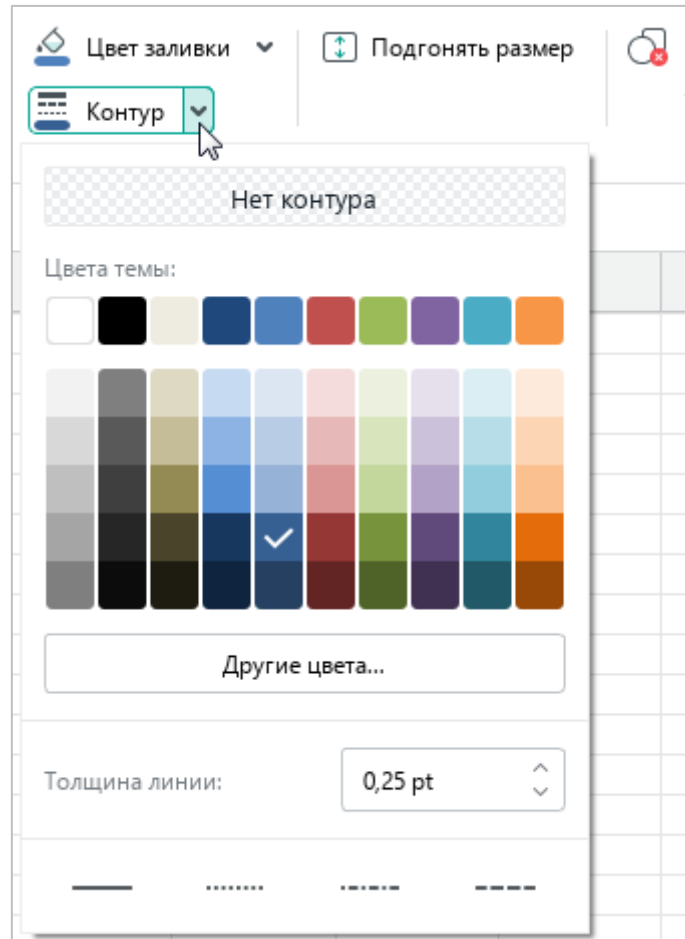 Цвет заливки
Подгонять размер
Контур
Нет контура
Цвета темы:
Другие цвета...
Толщина линии:
0,25 pt